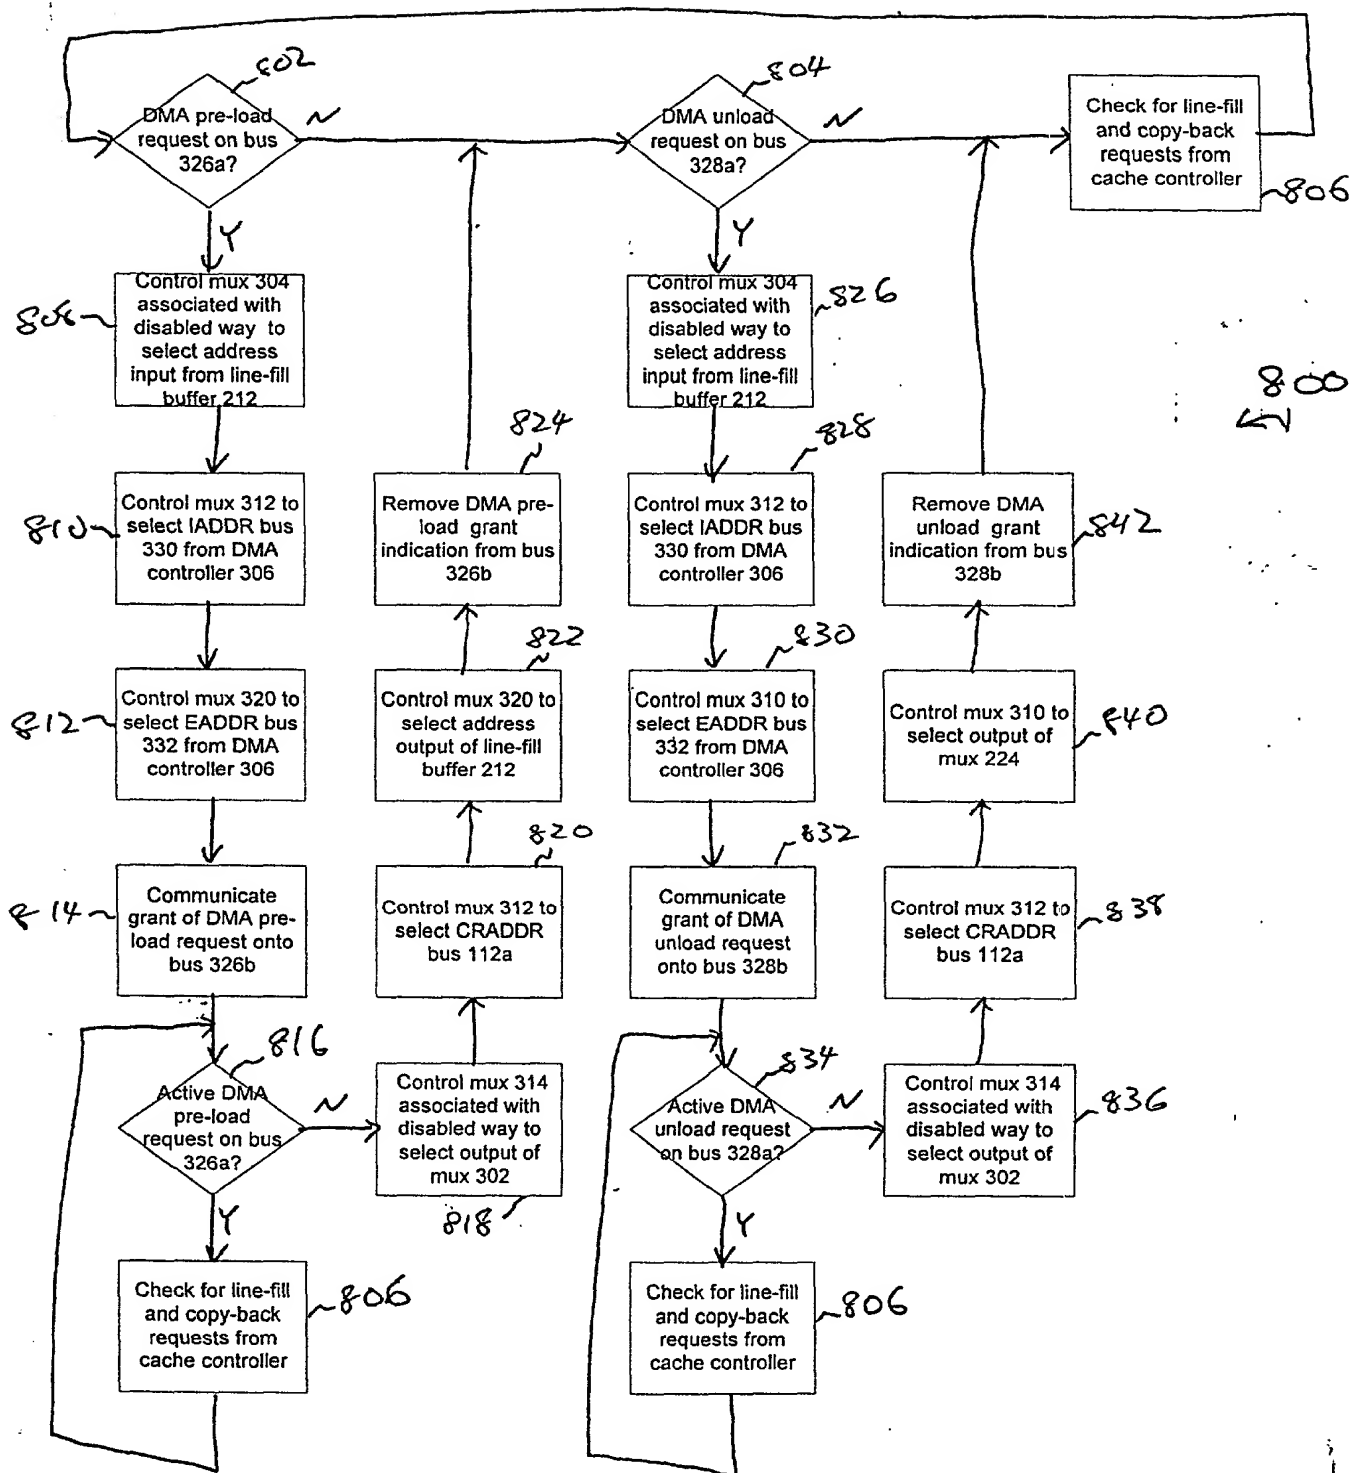 802
DMA pre-load
request on bus
326a?
N
Y
804
DMA unload
request on bus
328a?
N
Y
Check for line-fill
and copy-back
requests from
cache controller
806
800
808
Control mux 304
associated with
disabled way to
select address
input from line-fill
buffer 212
826
Control mux 304
associated with
disabled way to
select address
input from line-fill
buffer 212
810
Control mux 312 to
select IADDR bus
330 from DMA
controller 306
824
Remove DMA pre-
load grant
indication from bus
326b
828
Control mux 312 to
select IADDR bus
330 from DMA
controller 306
842
Remove DMA
unload grant
indication from bus
328b
812
Control mux 320 to
select EADDR bus
332 from DMA
controller 306
822
Control mux 320 to
select address
output of line-fill
buffer 212
830
Control mux 310 to
select EADDR bus
332 from DMA
controller 306
840
Control mux 310 to
select output of
mux 224
814
Communicate
grant of DMA pre-
load request onto
bus 326b
820
Control mux 312 to
select CRADDR
bus 112a
832
Communicate
grant of DMA
unload request
onto bus 328b
838
Control mux 312 to
select CRADDR
bus 112a
816
Active DMA
pre-load
request on bus
326a?
N
Y
Control mux 314
associated with
disabled way to
select output of
mux 302
818
834
Active DMA
unload request
on bus 328a?
N
Y
836
Control mux 314
associated with
disabled way to
select output of
mux 302
Check for line-fill
and copy-back
requests from
cache controller
806
Check for line-fill
and copy-back
requests from
cache controller
806